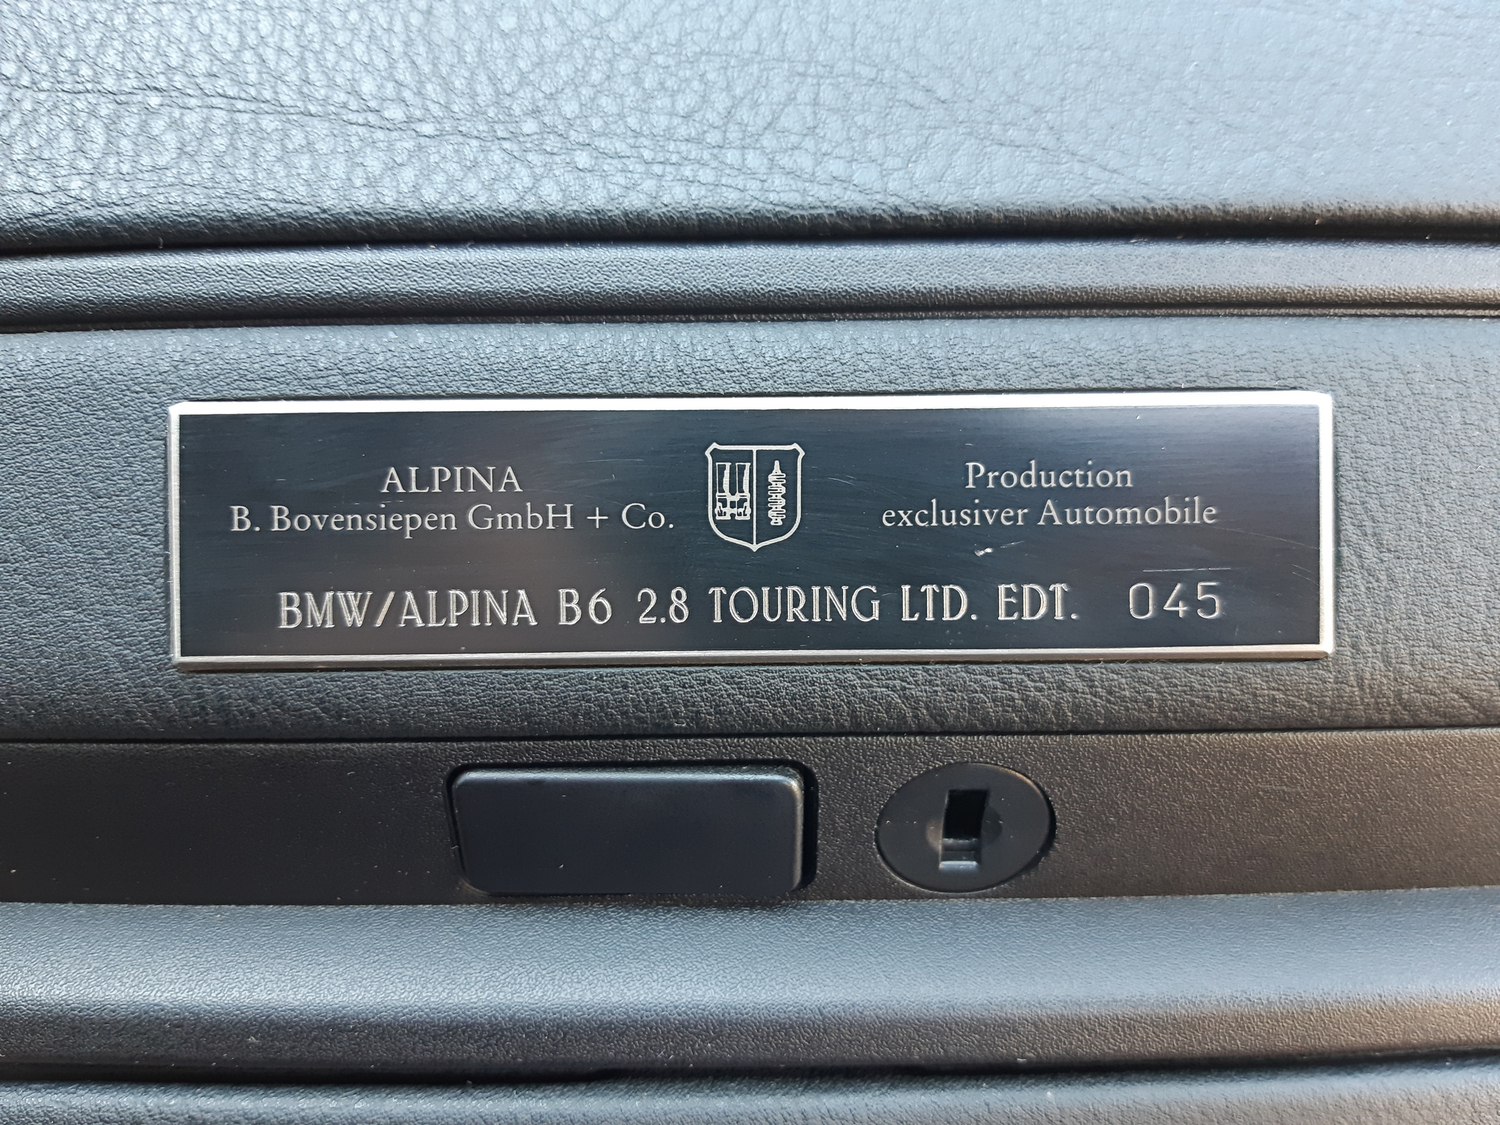 ALPINA
B. Bovensiepen GmbH + Co.
Production
exclusiver Automobile
BMW/ALPINA B6 2.8 TOURING LTD. EDT. 045